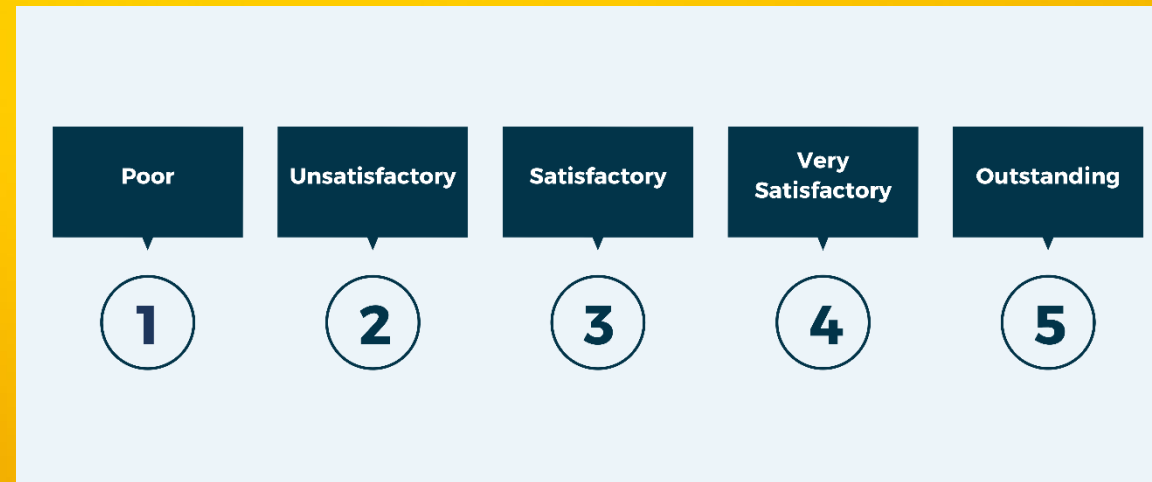 Poor
Unsatisfactory
Satisfactory
Very
Satisfactory
Outstanding
1
2
3
4
5